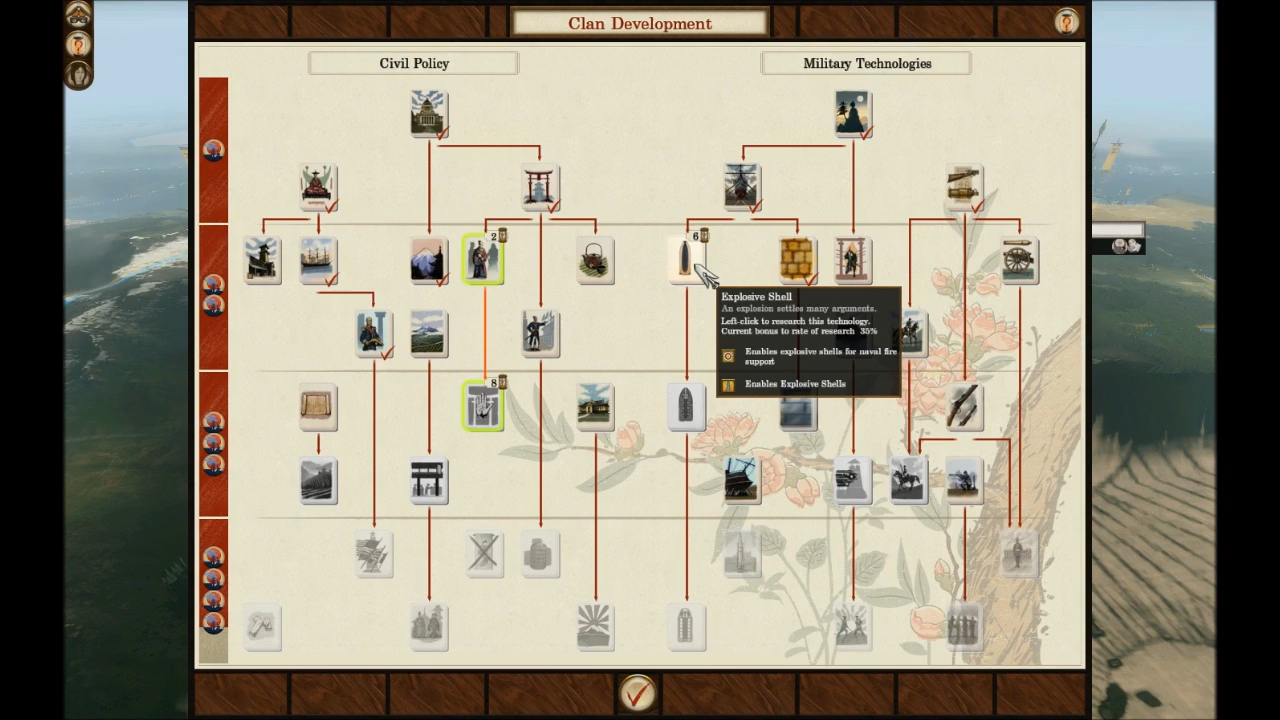 Clan Development
Civil Policy
Military Technologies
2
6
Explosive Shell
An explosion settles many arguments.
Left-click to research this technology.
Current bonus to rate of research 35%
Enables explosive shells for naval fire
support
Enables Explosive Shells
8